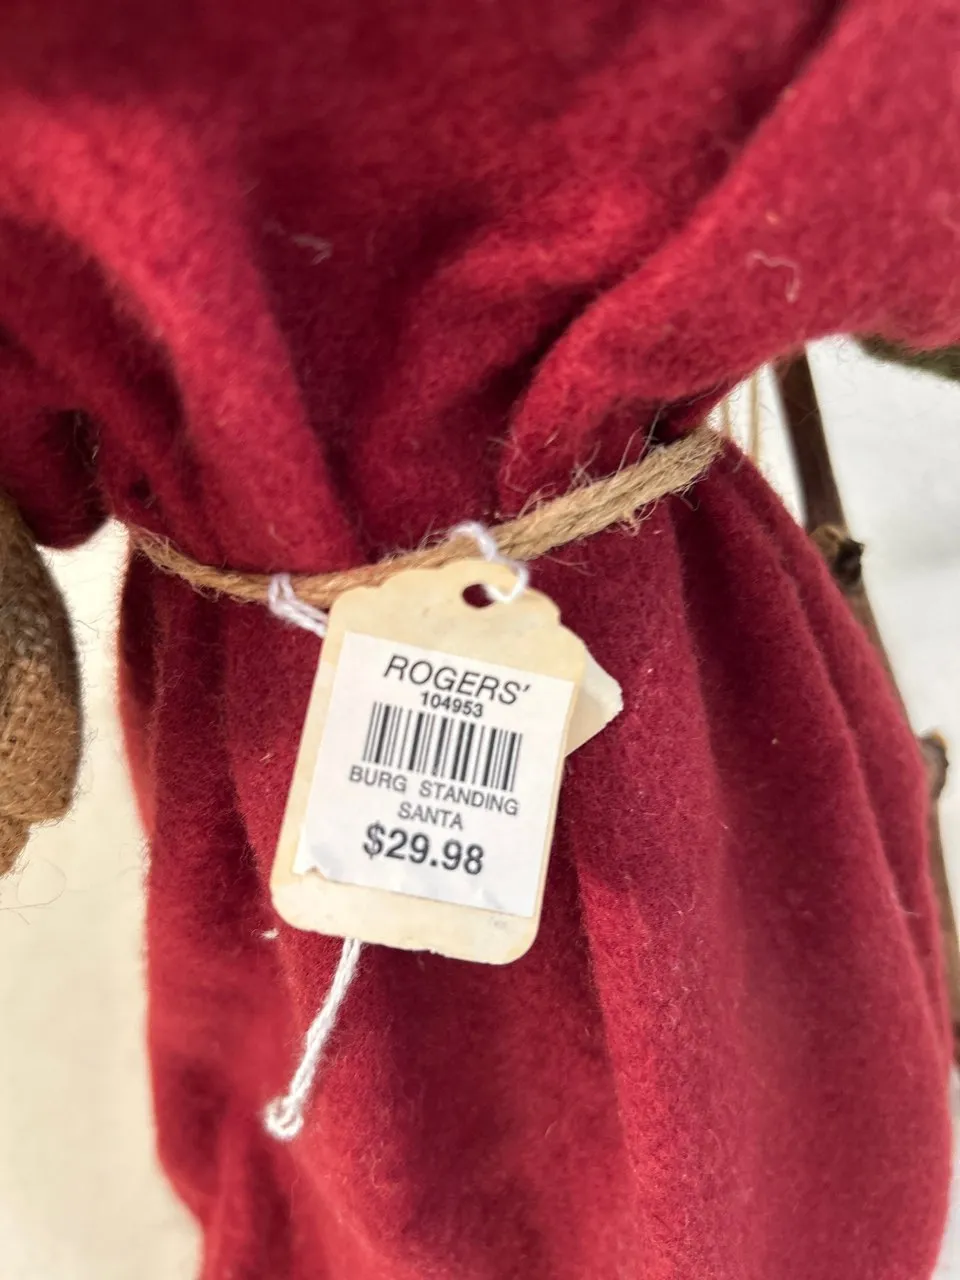 ROGERS'
104953
BURG STANDING
SANTA
$29.98